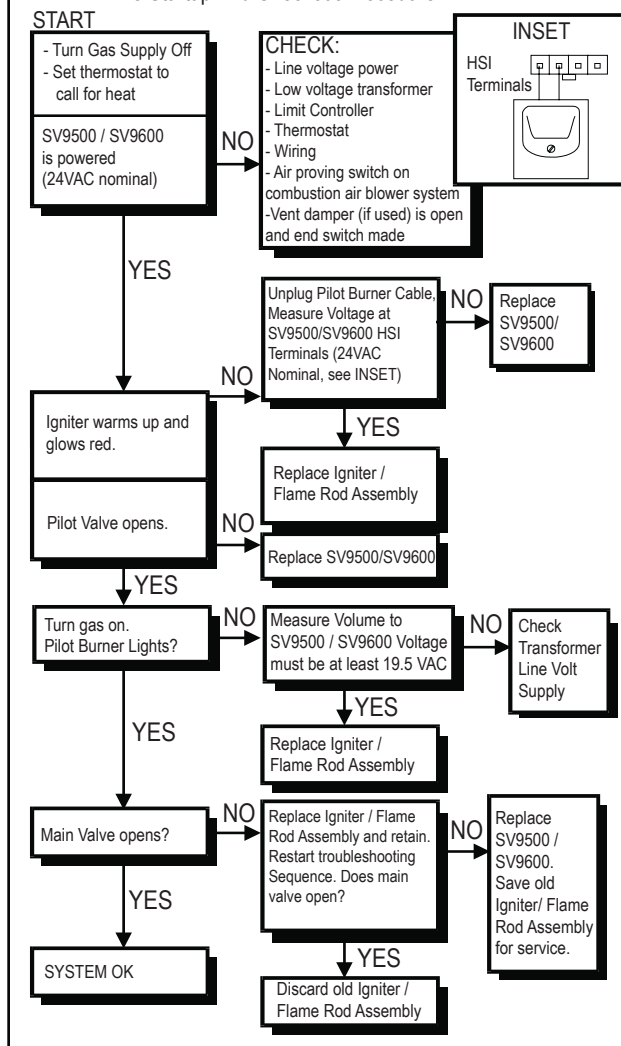 START
- Turn Gas Supply Off
- Set thermostat to
call for heat
SV9500 / SV9600
is powered
(24VAC nominal)
NO
CHECK:
- Line voltage power
- Low voltage transformer
- Limit Controller
- Thermostat
- Wiring
- Air proving switch on
combustion air blower system
-Vent damper (if used) is open
and end switch made
INSET
HSI
Terminals
YES
Igniter warms up and
glows red.
NO
Unplug Pilot Burner Cable,
Measure Voltage at
SV9500/SV9600 HSI
Terminals (24VAC
Nominal, see INSET)
NO
Replace
SV9500/
SV9600
YES
Replace Igniter /
Flame Rod Assembly
Pilot Valve opens.
NO
Replace SV9500/SV9600
YES
Turn gas on.
Pilot Burner Lights?
NO
Measure Volume to
SV9500 / SV9600 Voltage
must be at least 19.5 VAC
NO
Check
Transformer
Line Volt
Supply
YES
Replace Igniter /
Flame Rod Assembly
YES
Main Valve opens?
NO
Replace Igniter / Flame
Rod Assembly and retain.
Restart troubleshooting
Sequence. Does main
valve open?
NO
Replace
SV9500 /
SV9600.
Save old
Igniter/ Flame
Rod Assembly
for service.
YES
SYSTEM OK
YES
Discard old Igniter /
Flame Rod Assembly